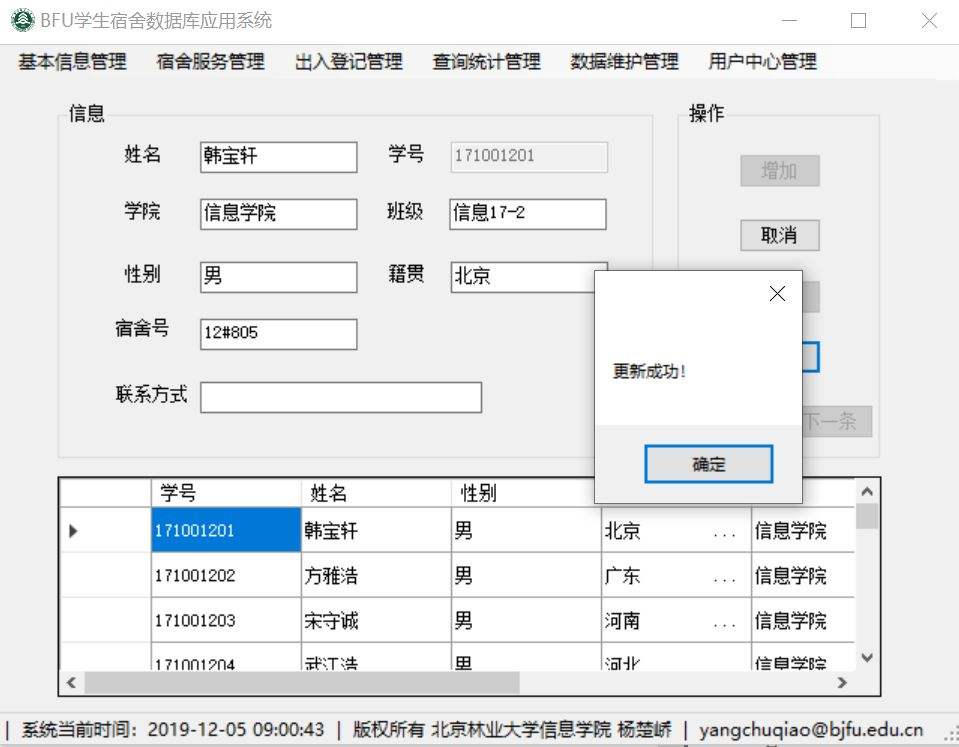 BFU学生宿舍数据库应用系统
基本信息管理 宿舍服务管理 出入登记管理 查询统计管理 数据维护管理 用户中心管理
信息 操作
姓名 韩宝轩 学号 171001201
增加
学院 信息学院 班级 信息17-2
取消
性别 男 籍贯 北京
宿舍号 12#805
更新成功!
联系方式
下一条
确定
学号 姓名 性别
171001201 韩宝轩 男 北京 ... 信息学院
171001202 方雅浩 男 广东 ... 信息学院
171001203 宋守诚 男 河南 ... 信息学院
171001204 武江浩 男 河北 信息学院
| 系统当前时间: 2019-12-05 09:00:43 | 版权所有 北京林业大学信息学院 杨楚峤 | yangchuqiao@bjfu.edu.cn